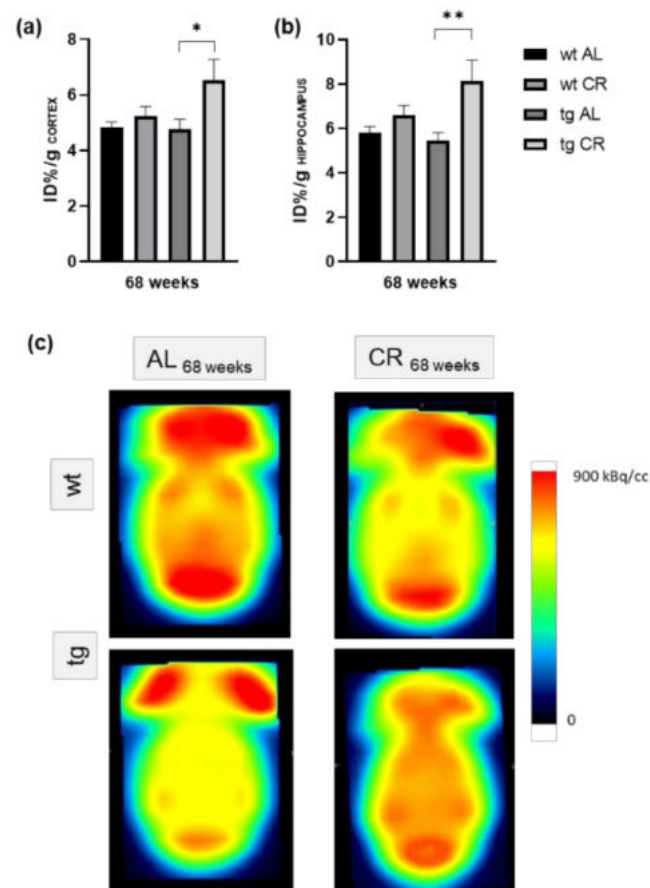 (a)
8
6
4
2
0
ID%/g CORTEX
*
68 weeks
(b)
10
8
6
4
2
0
ID%/g HIPPOCAMPUS
**
68 weeks
wt AL
wt CR
tg AL
tg CR
(c)
AL 68 weeks
CR 68 weeks
wt
tg
900 kBq/cc
0